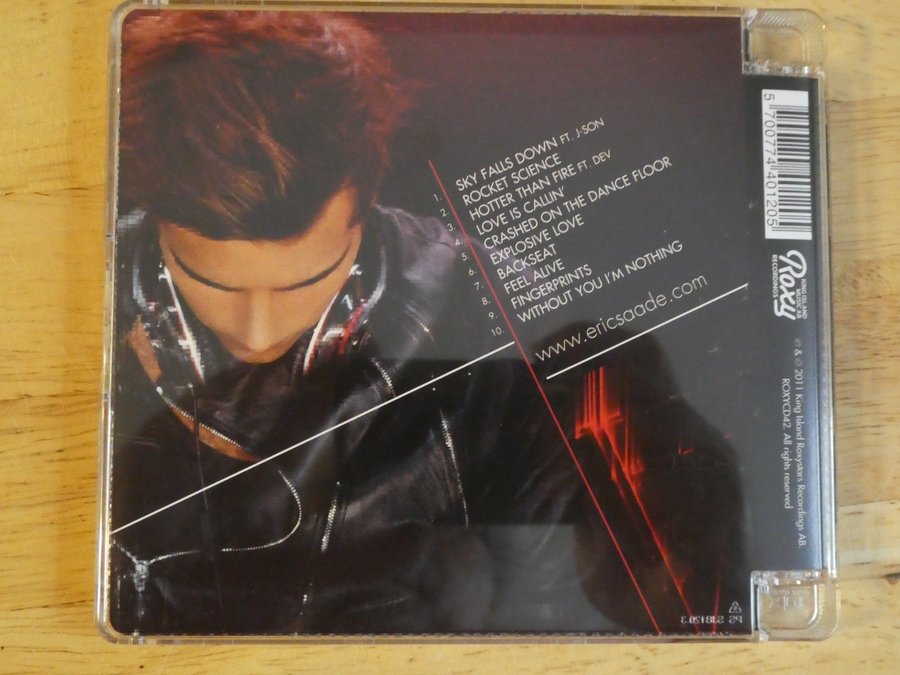 1. SKY FALLS DOWN FT. J-SON
2. ROCKET SCIENCE
3. HOTTER THAN FIRE FT. DEV
4. LOVE IS CALLIN'
5. CRASHED ON THE DANCE FLOOR
6. EXPLOSIVE LOVE
7. BACKSEAT
8. FEEL ALIVE
9. FINGERPRINTS
10. WITHOUT YOU I'M NOTHING
www.ericsaade.com
5 700774 401205
KING ISLAND
MUSIC AB
Roxy
RECORDINGS
℗ & © 2011 King Island Roxystars Recordings AB.
ROXYCD42. All rights reserved
PS